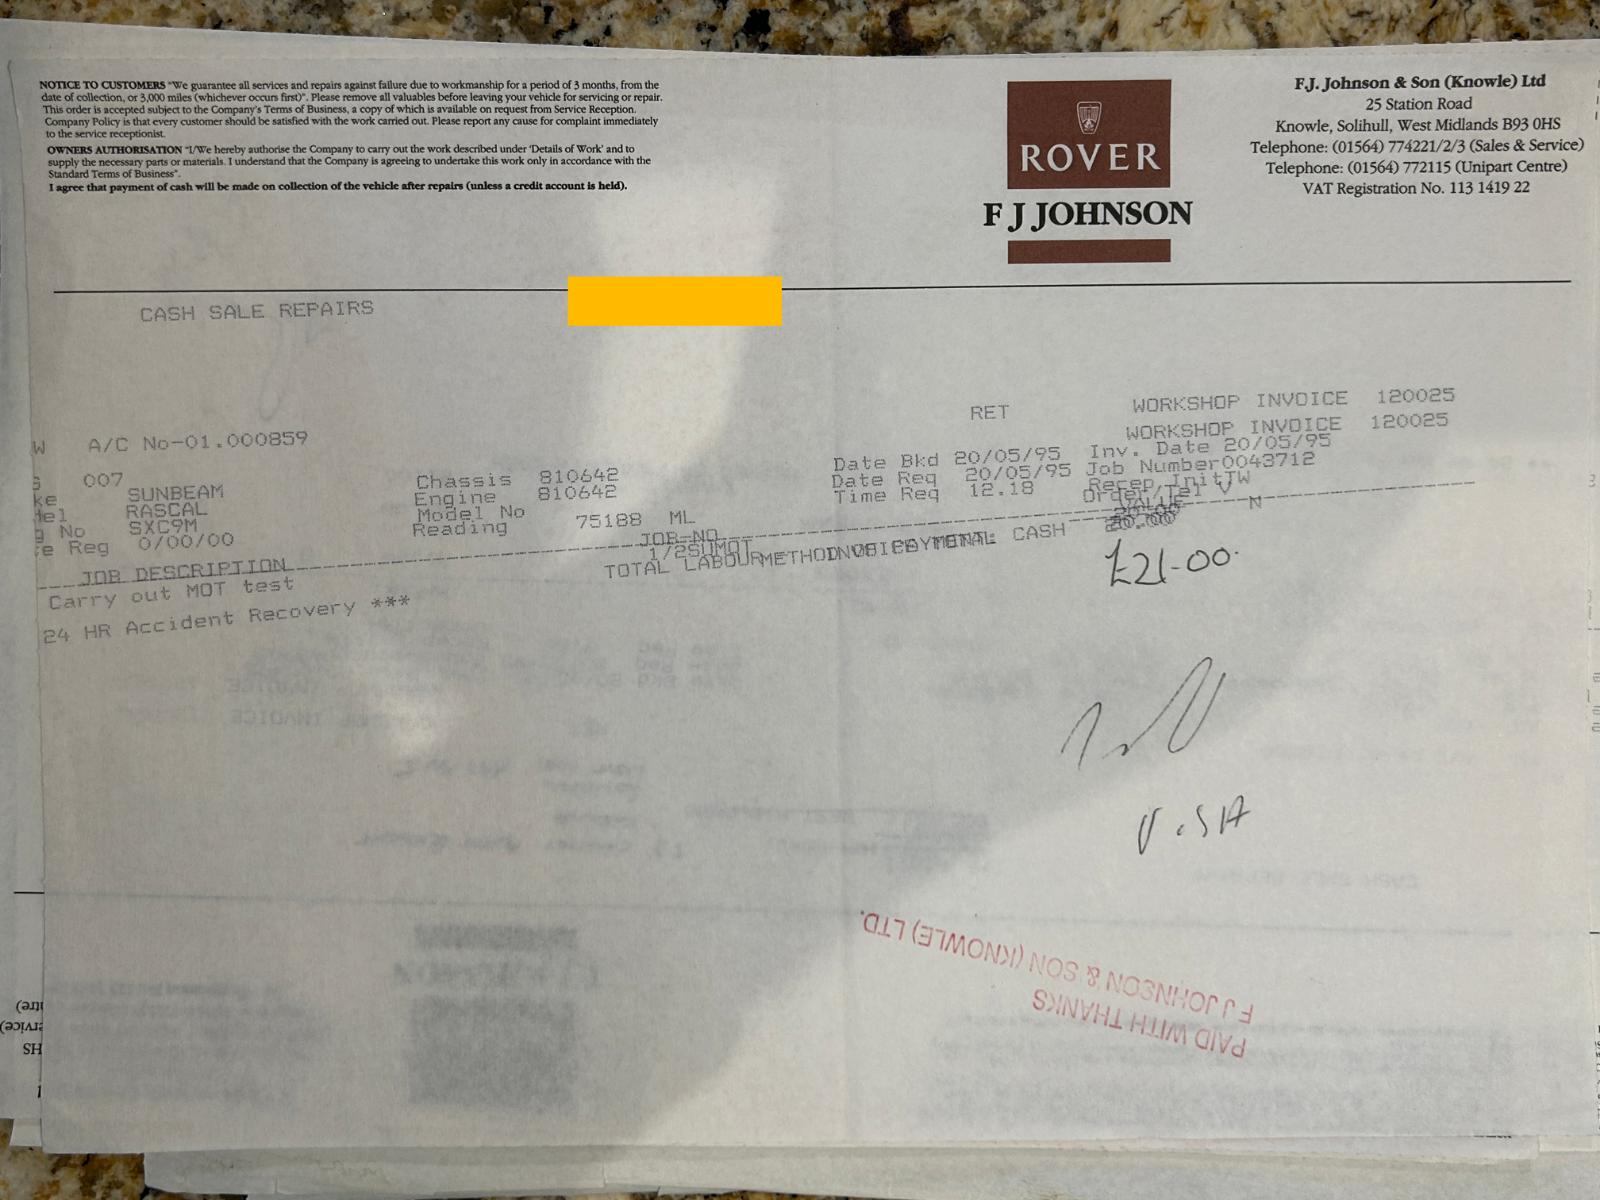 NOTICE TO CUSTOMERS "We guarantee all services and repairs against failure due to workmanship for a period of 3 months, from the
date of collection, or 3,000 miles (whichever occurs first)". Please remove all valuables before leaving your vehicle for servicing or repair.
This order is accepted subject to the Company's Terms of Business, a copy of which is available on request from Service Reception.
Company Policy is that every customer should be satisfied with the work carried out. Please report any cause for complaint immediately
to the service receptionist.
OWNERS AUTHORISATION "I/We hereby authorise the Company to carry out the work described under 'Details of Work' and to
supply the necessary parts or materials. I understand that the Company is agreeing to undertake this work only in accordance with the
Standard Terms of Business".
I agree that payment of cash will be made on collection of the vehicle after repairs (unless a credit account is held).
ROVER
F J JOHNSON
F.J. Johnson & Son (Knowle) Ltd
25 Station Road
Knowle, Solihull, West Midlands B93 0HS
Telephone: (01564) 774221/2/3 (Sales & Service)
Telephone: (01564) 772115 (Unipart Centre)
VAT Registration No. 113 1419 22
CASH SALE REPAIRS
RET WORKSHOP INVOICE 120025
WORKSHOP INVOICE 120025
W A/C No-01.000859
Date Bkd 20/05/95 Inv. Date 20/05/95
Date Req 20/05/95 Job Number0043712
Time Req 12.18 Recep InitJW
Order/Tel V N
007 Chassis 810642
ke SUNBEAM Engine 810642
del RASCAL Model No
g No SXC9M Reading 75188 ML
te Reg 0/00/00
JOB NO
JOB DESCRIPTION
TOTAL LABOUR CASH
20.00
£21-00
Carry out MOT test
24 HR Accident Recovery ***
V.SA
PAID WITH THANKS
F J JOHNSON & SON (KNOWLE) LTD.